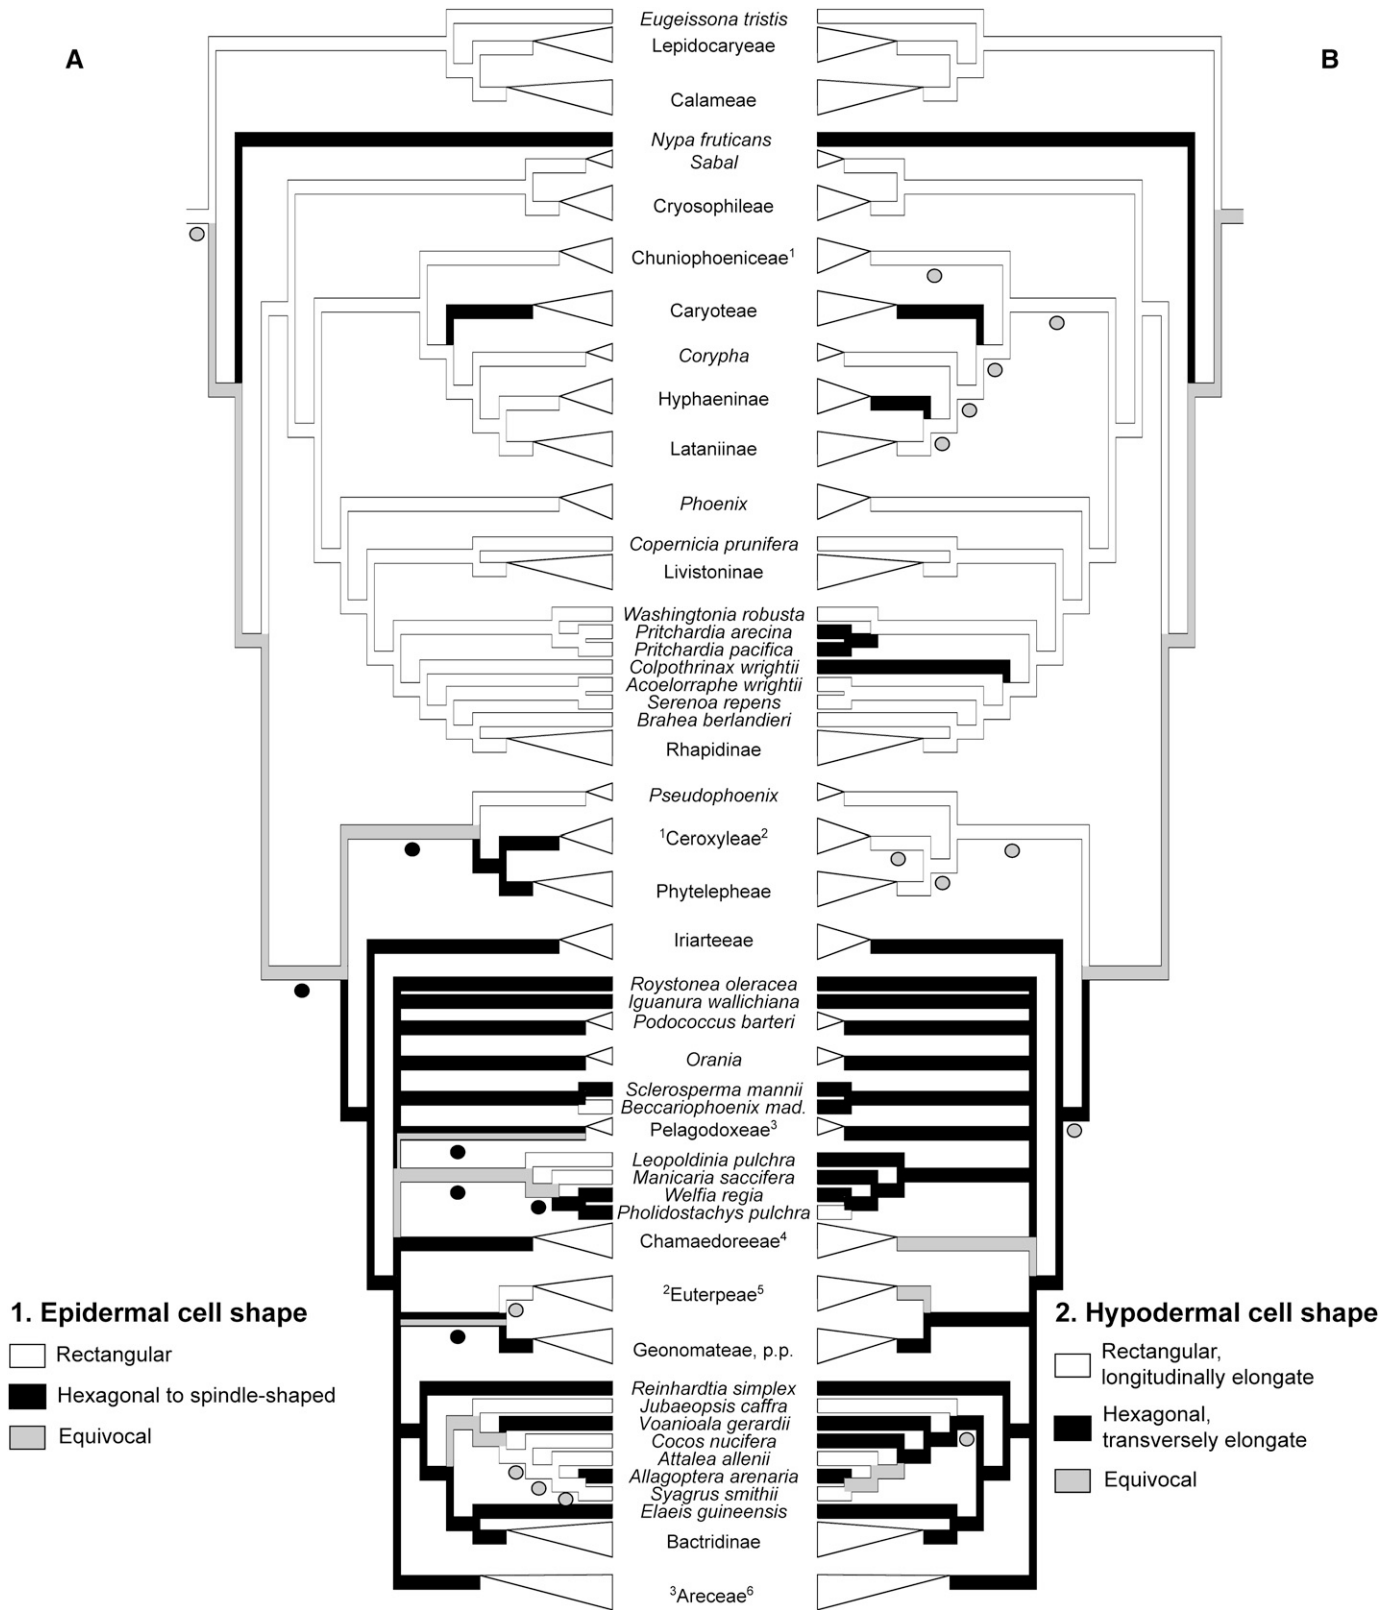 A
B
Eugeissona tristis
Lepidocaryeae
Calameae
Nypa fruticans
Sabal
Cryosophileae
Chuniophoeniceae¹
Caryoteae
Corypha
Hyphaeninae
Lataniinae
Phoenix
Copernicia prunifera
Livistoninae
Washingtonia robusta
Pritchardia arecina
Pritchardia pacifica
Colpothrinax wrightii
Acoelorraphe wrightii
Serenoa repens
Brahea berlandieri
Rhapidinae
Pseudophoenix
¹Ceroxyleae²
Phytelepheae
Iriarteeae
Roystonea oleracea
Iguanura wallichiana
Podococcus barteri
Orania
Sclerosperma mannii
Beccariophoenix mad.
Pelagodoxeae³
Leopoldinia pulchra
Manicaria saccifera
Welfia regia
Pholidostachys pulchra
Chamaedoreeae⁴
²Euterpeae⁵
Geonomateae, p.p.
Reinhardtia simplex
Jubaeopsis caffra
Voanioala gerardii
Cocos nucifera
Attalea allenii
Allagoptera arenaria
Syagrus smithii
Elaeis guineensis
Bactridinae
³Areceae⁶
1. Epidermal cell shape
Rectangular
Hexagonal to spindle-shaped
Equivocal
2. Hypodermal cell shape
Rectangular,
longitudinally elongate
Hexagonal,
transversely elongate
Equivocal